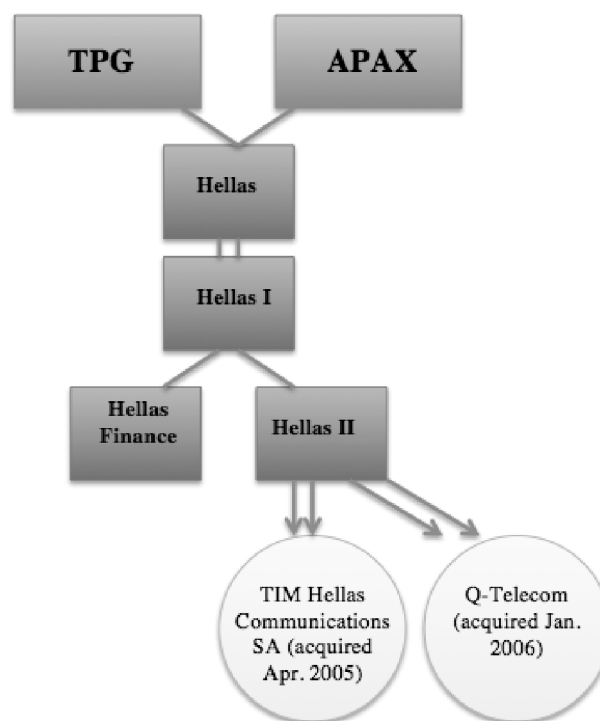 TPG
APAX
Hellas
Hellas I
Hellas
Finance
Hellas II
TIM Hellas
Communications
SA (acquired
Apr. 2005)
Q-Telecom
(acquired Jan.
2006)